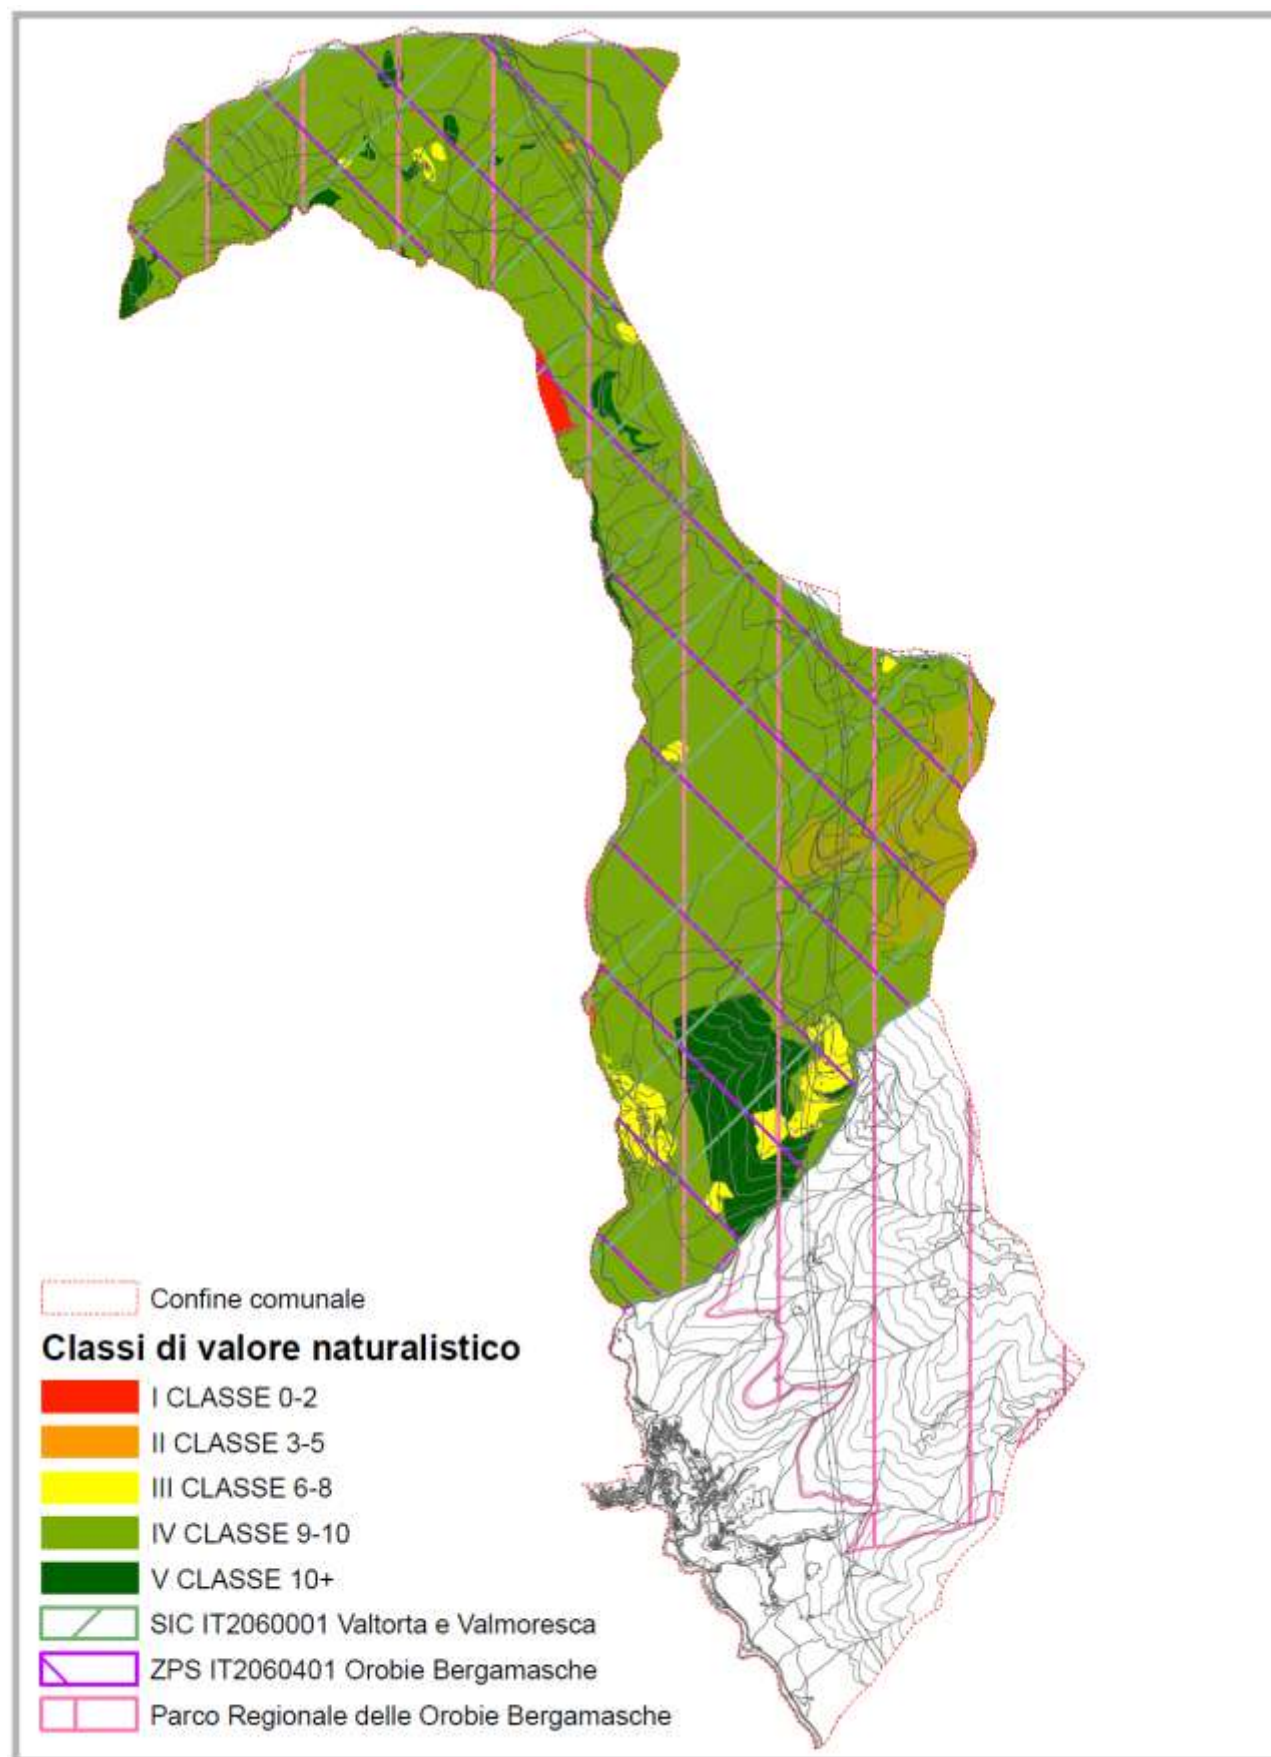 Confine comunale
Classi di valore naturalistico
I CLASSE 0-2
II CLASSE 3-5
III CLASSE 6-8
IV CLASSE 9-10
V CLASSE 10+
SIC IT2060001 Valtorta e Valmoresca
ZPS IT2060401 Orobie Bergamasche
Parco Regionale delle Orobie Bergamasche